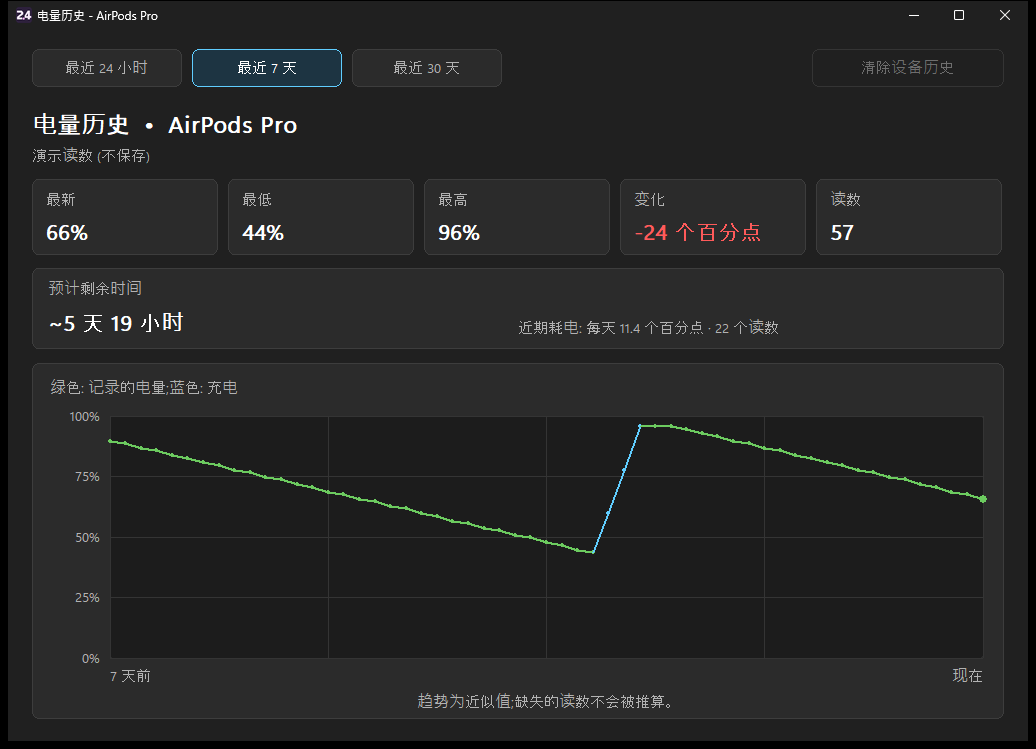 24 电量历史 - AirPods Pro
最近 24 小时 最近 7 天 最近 30 天 清除设备历史
电量历史 • AirPods Pro
演示读数 (不保存)
最新 最低 最高 变化 读数
66% 44% 96% -24 个百分点 57
预计剩余时间
~5 天 19 小时 近期耗电: 每天 11.4 个百分点 · 22 个读数
绿色: 记录的电量;蓝色: 充电
100%
75%
50%
25%
0%
7 天前 现在
趋势为近似值;缺失的读数不会被推算。